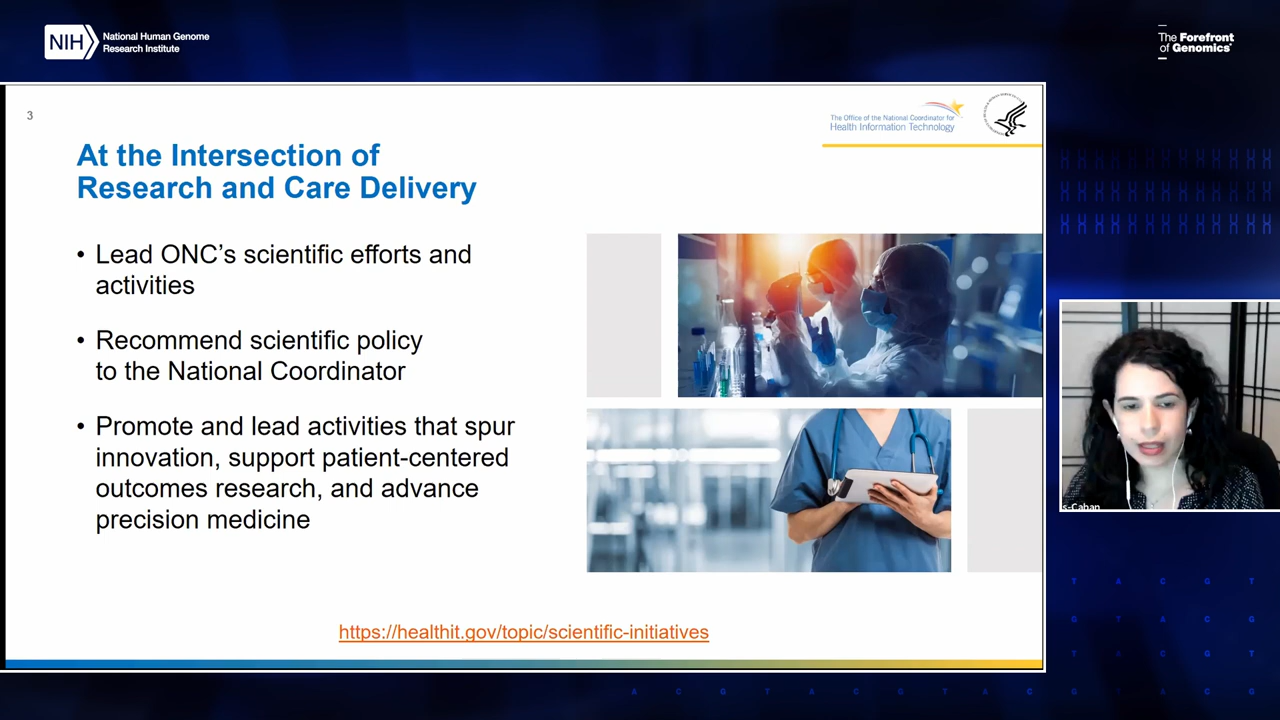 NIH
National Human Genome
Research Institute
The Forefront
of Genomics®
3
The Office of the National Coordinator for
Health Information Technology
At the Intersection of
Research and Care Delivery
• Lead ONC’s scientific efforts and
activities
• Recommend scientific policy
to the National Coordinator
• Promote and lead activities that spur
innovation, support patient-centered
outcomes research, and advance
precision medicine
https://healthit.gov/topic/scientific-initiatives
s-Cahan
T A C G T
G T A C G
T A C G T
A C G T A C G T A C G T A C G